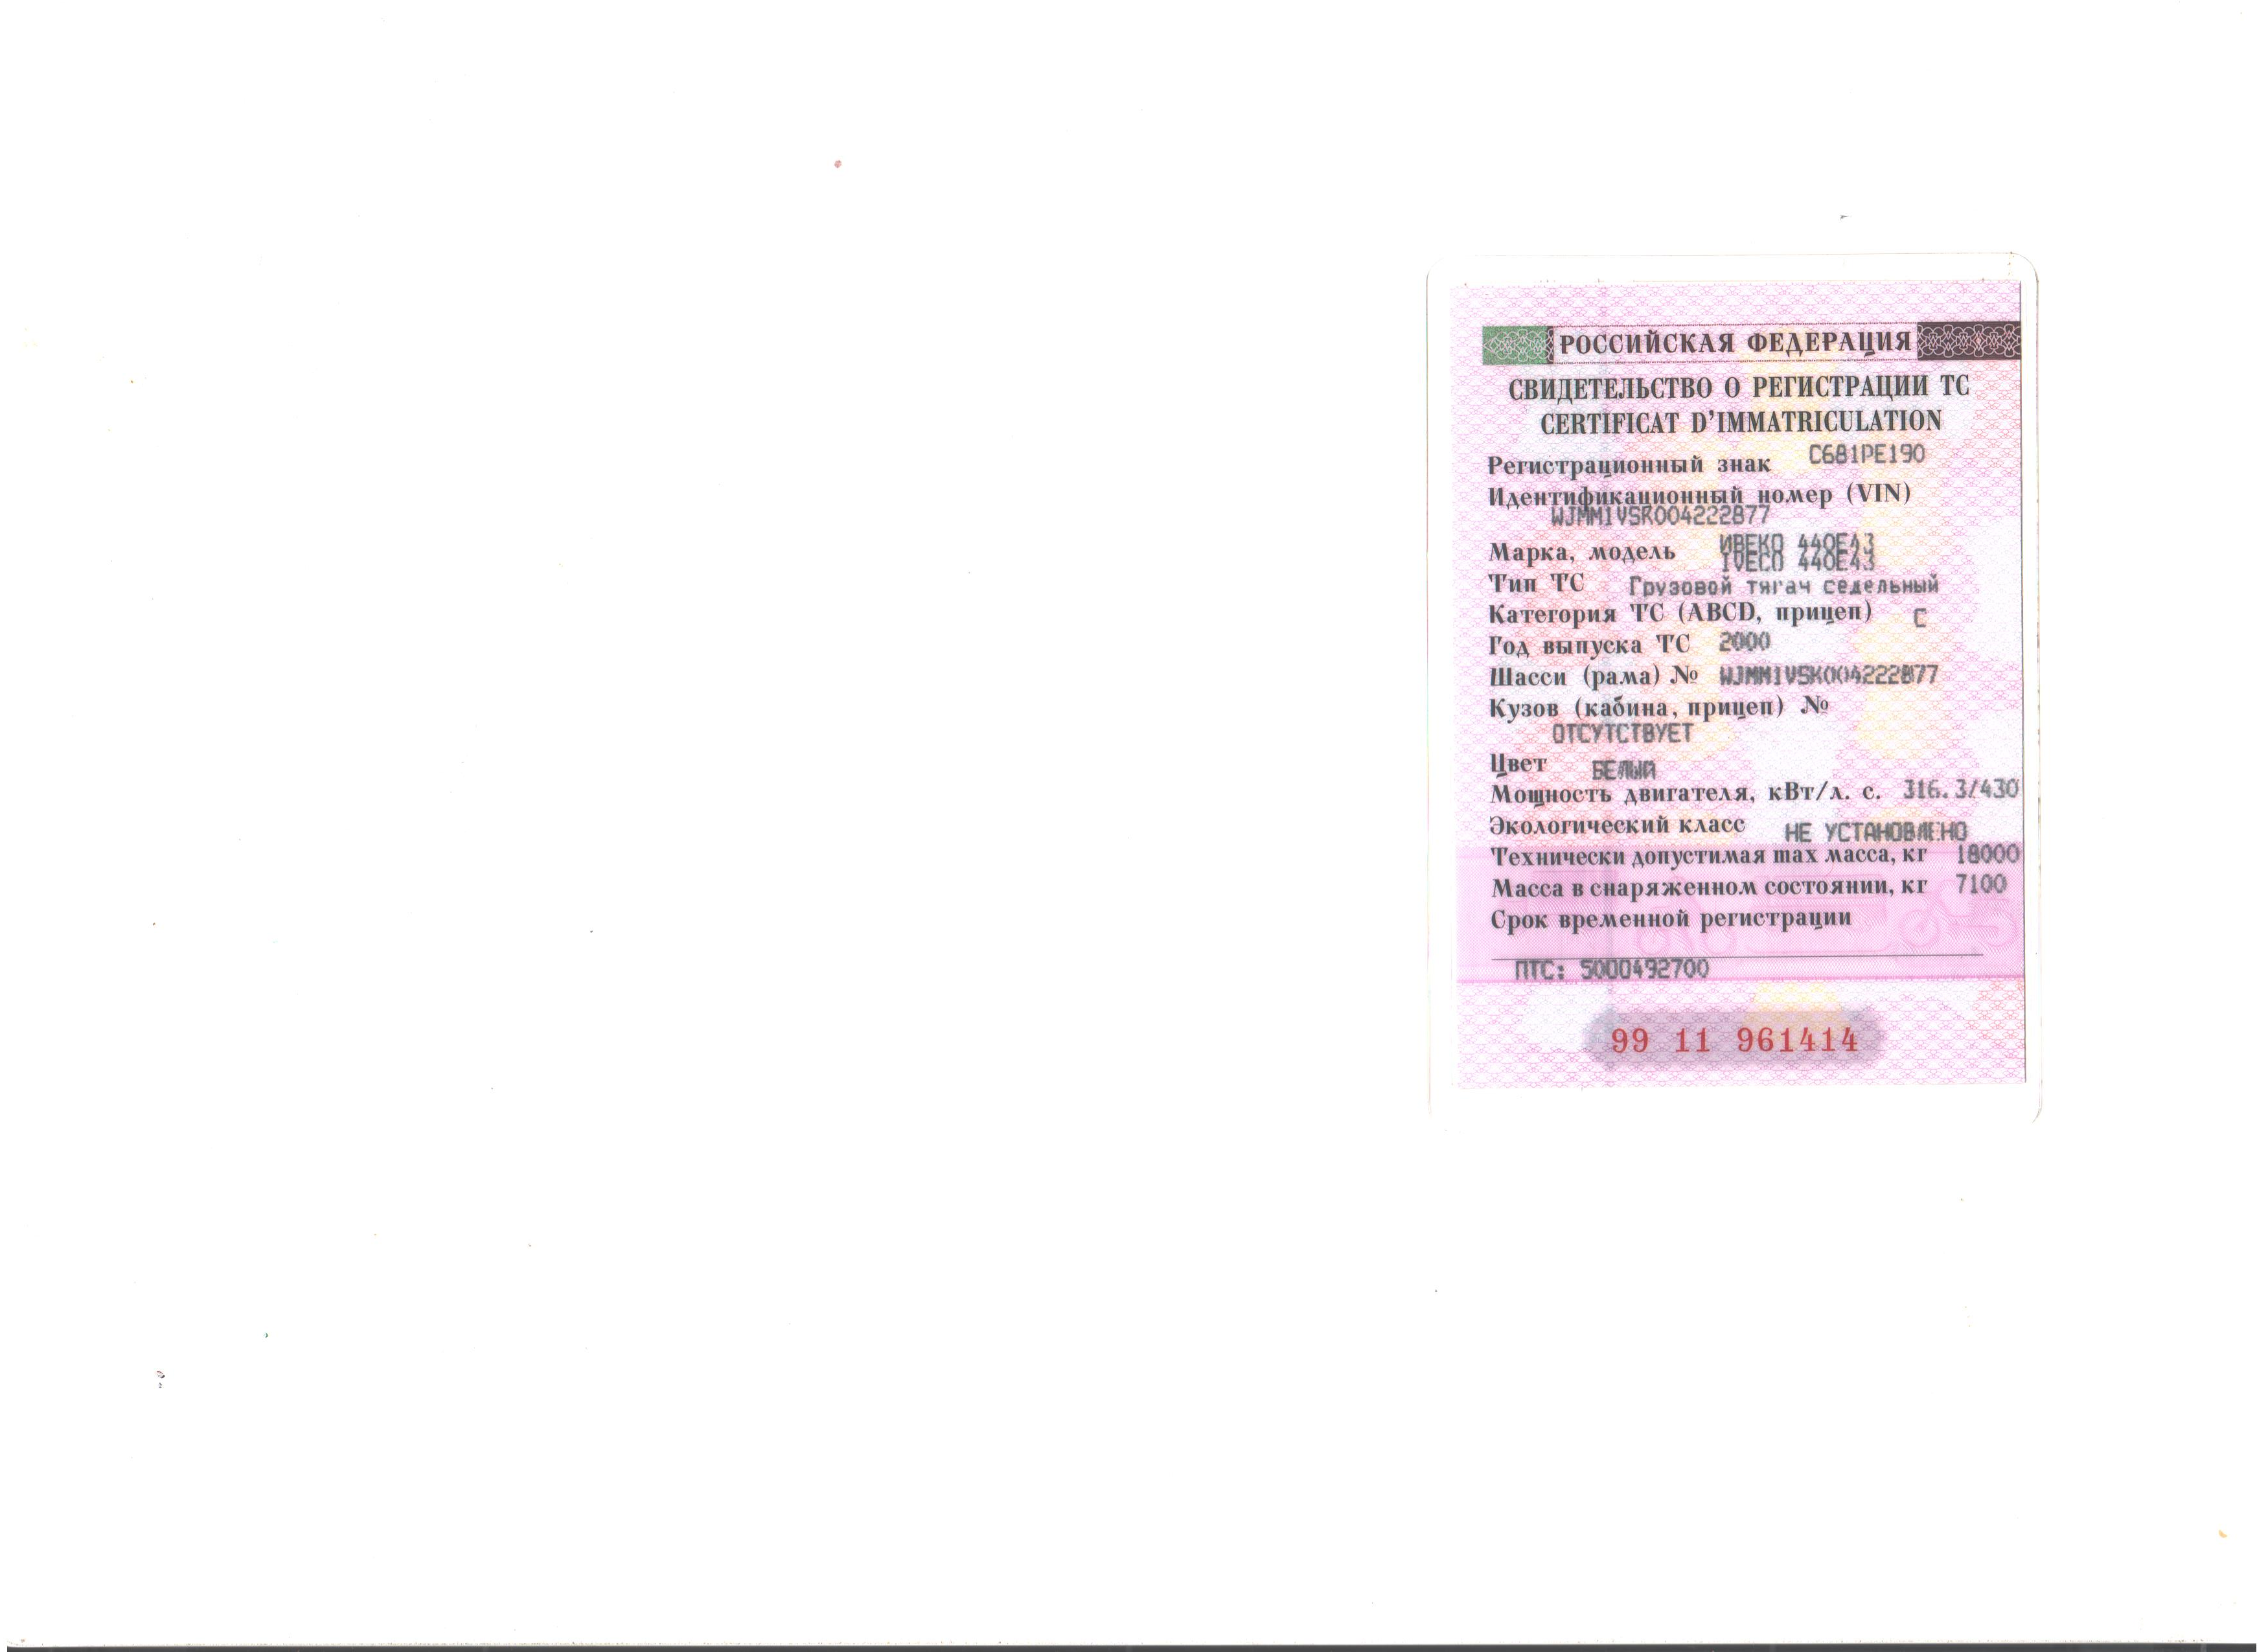 РОССИЙСКАЯ ФЕДЕРАЦИЯ
СВИДЕТЕЛЬСТВО О РЕГИСТРАЦИИ ТС
CERTIFICAT D'IMMATRICULATION
Регистрационный знак С681РЕ190
Идентификационный номер (VIN)
WJMM1VSK004222877
Марка, модель ИВЕКО 440Е43
IVECO 440E43
Тип ТС Грузовой тягач седельный
Категория ТС (ABCD, прицеп) C
Год выпуска ТС 2000
Шасси (рама) № WJMM1VSK004222877
Кузов (кабина, прицеп) №
ОТСУТСТВУЕТ
Цвет БЕЛЫЙ
Мощность двигателя, кВт/л. с. 316.3/430
Экологический класс НЕ УСТАНОВЛЕНО
Технически допустимая max масса, кг 18000
Масса в снаряженном состоянии, кг 7100
Срок временной регистрации
ПТС: 5000492700
99 11 961414